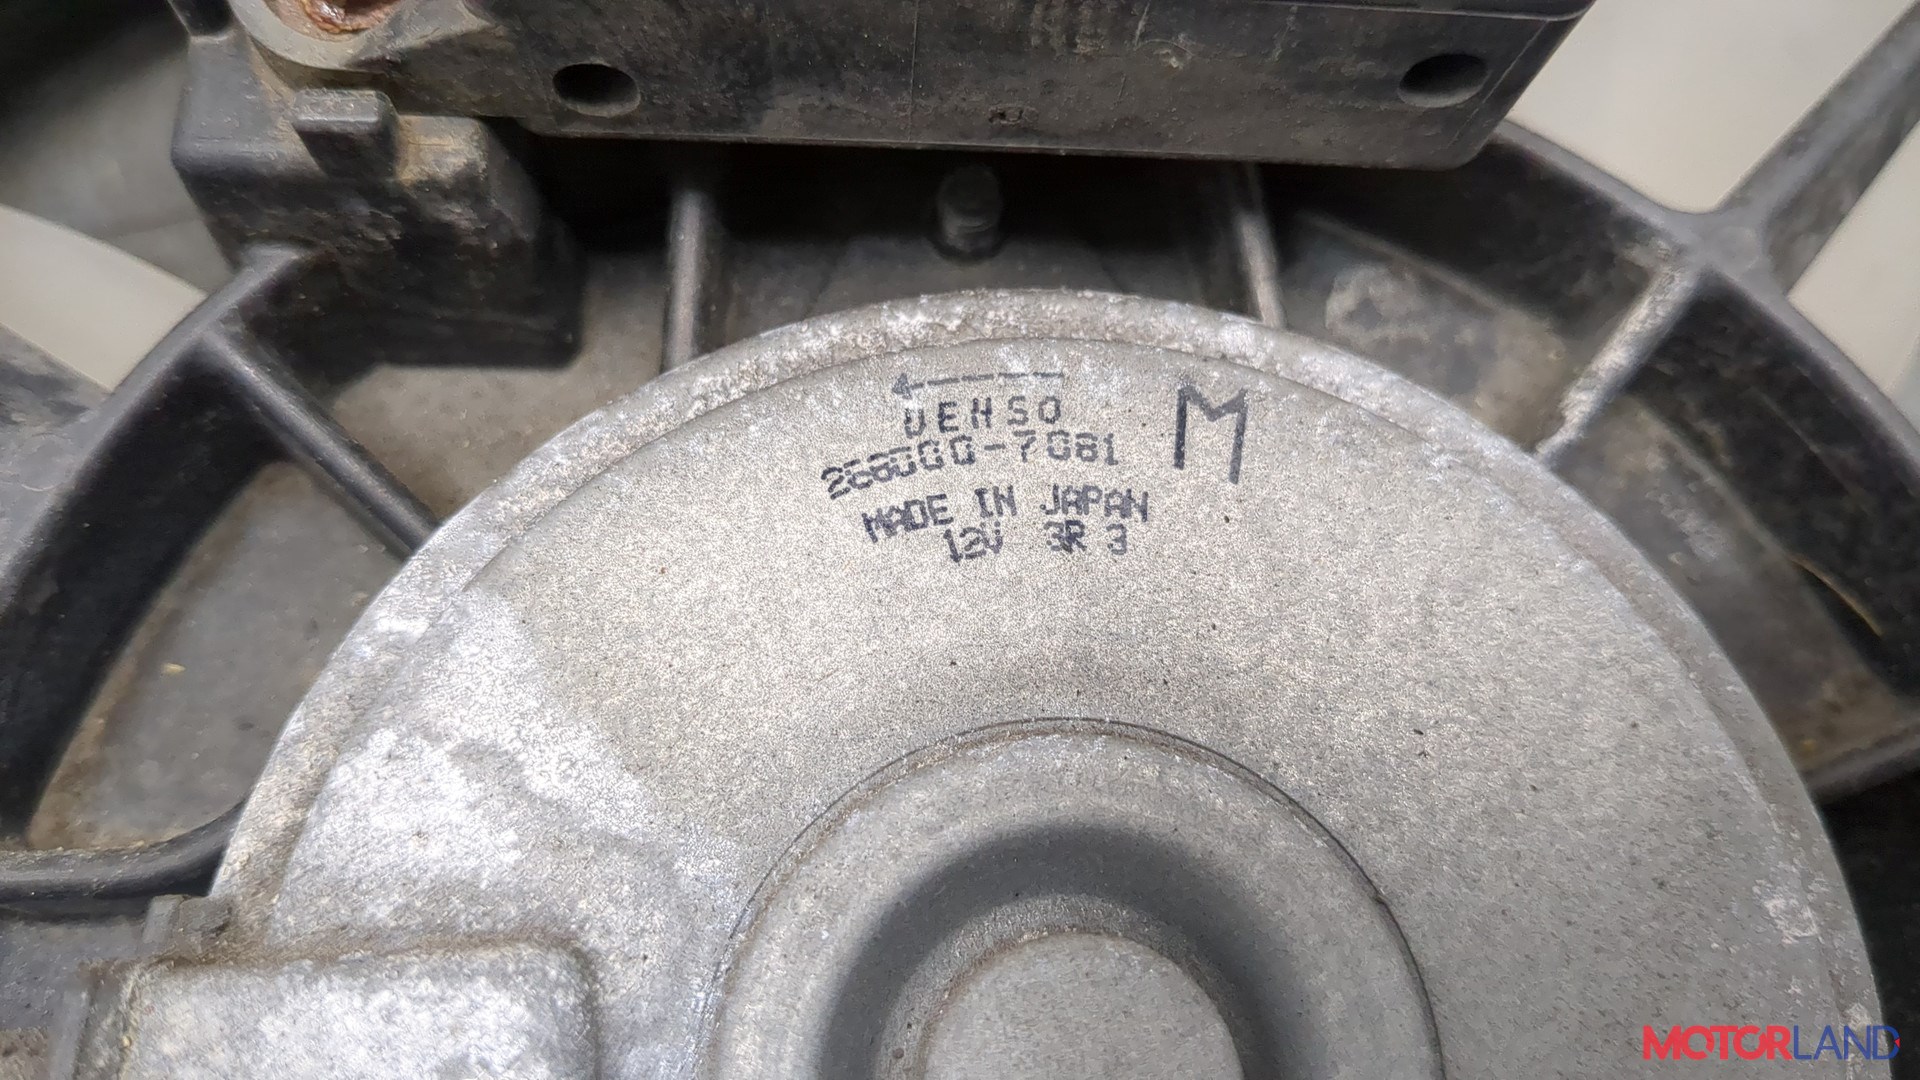 DENSO
268000-7081
M
MADE IN JAPAN
12V 3R 3
MOTORLAND